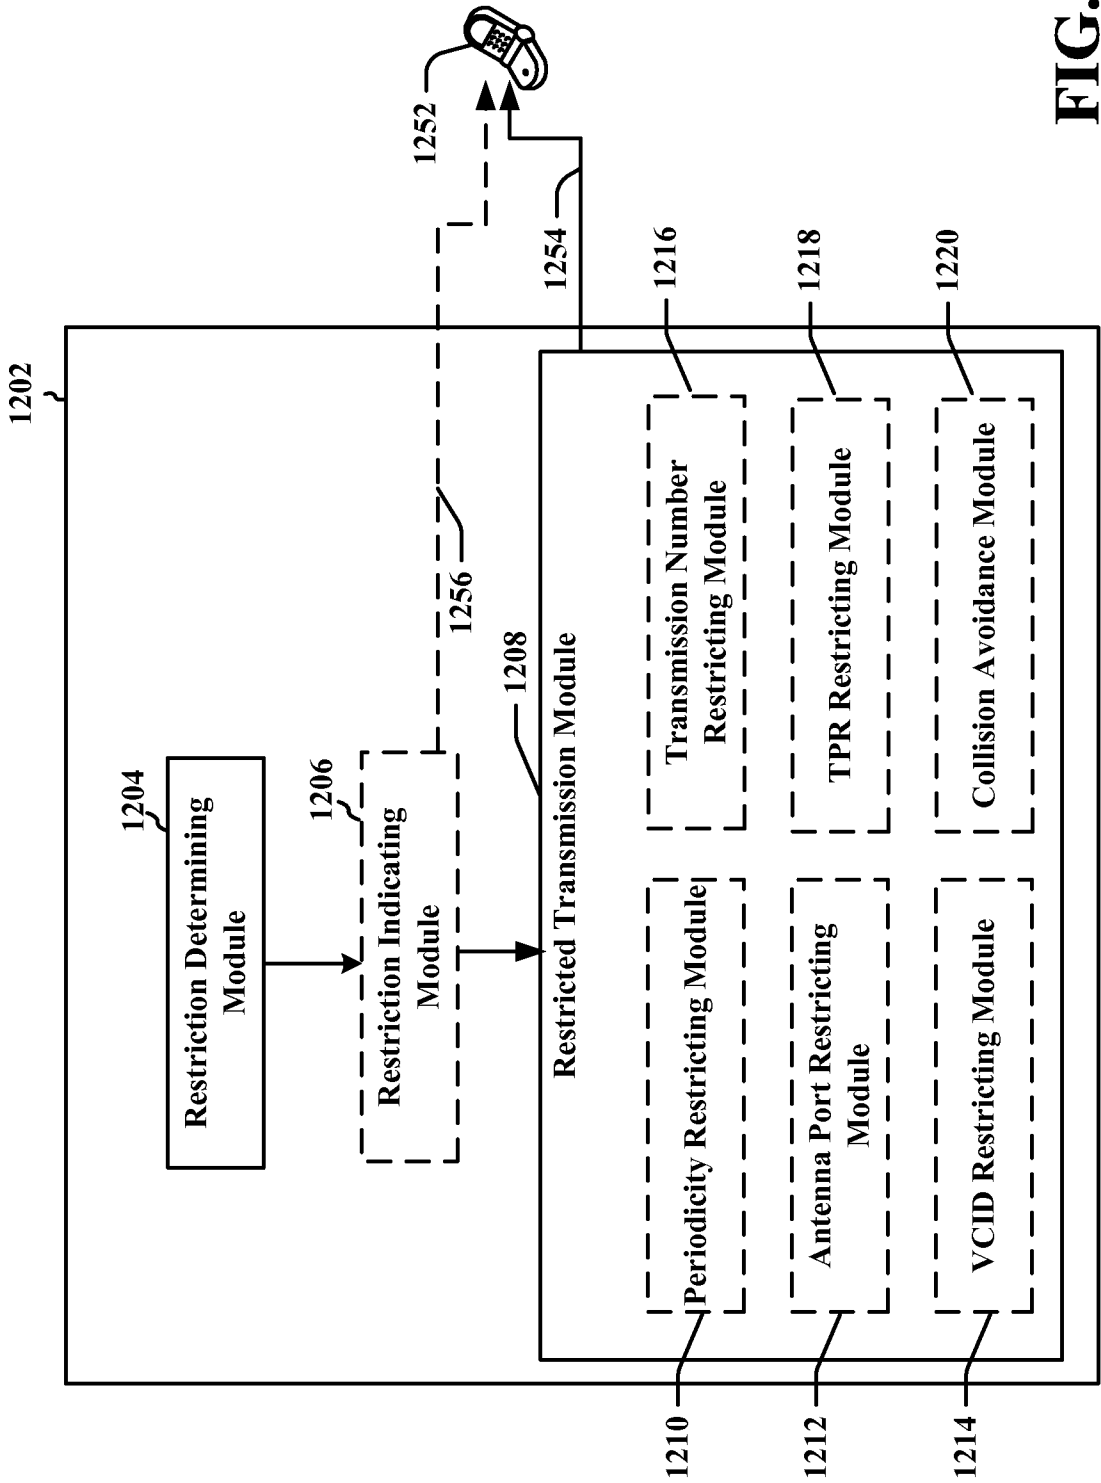 1202
1204
Restriction Determining
Module
1206
Restriction Indicating
Module
1256
1252
1254
1208
Restricted Transmission Module
1210
Periodicity Restricting Module
1216
Transmission Number
Restricting Module
1212
Antenna Port Restricting
Module
1218
TPR Restricting Module
1214
VCID Restricting Module
1220
Collision Avoidance Module
FIG.